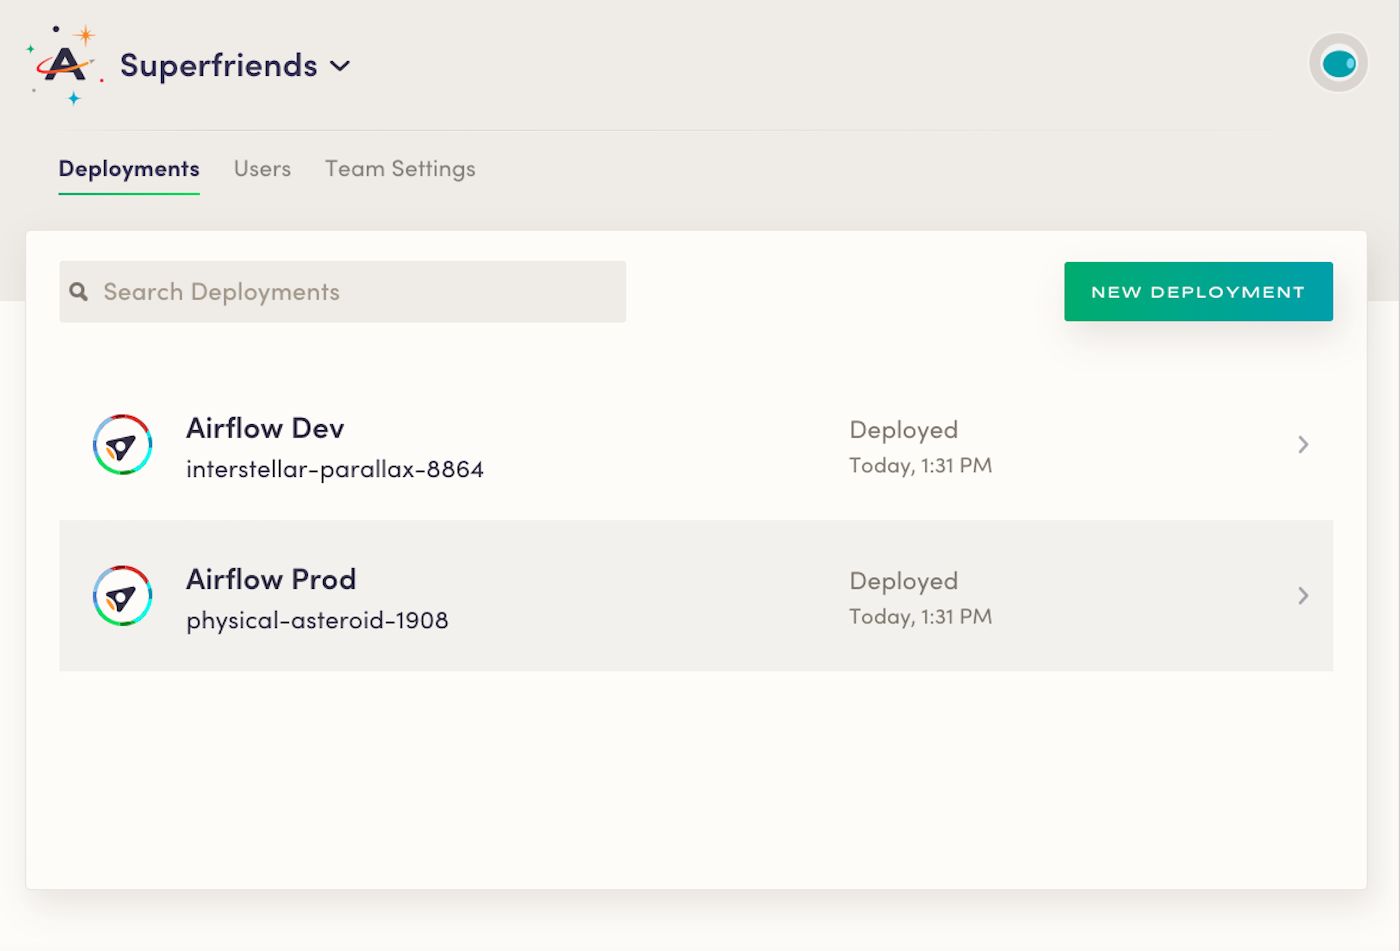 Superfriends
Deployments Users Team Settings
Search Deployments
NEW DEPLOYMENT
Airflow Dev
interstellar-parallax-8864
Deployed
Today, 1:31 PM
Airflow Prod
physical-asteroid-1908
Deployed
Today, 1:31 PM